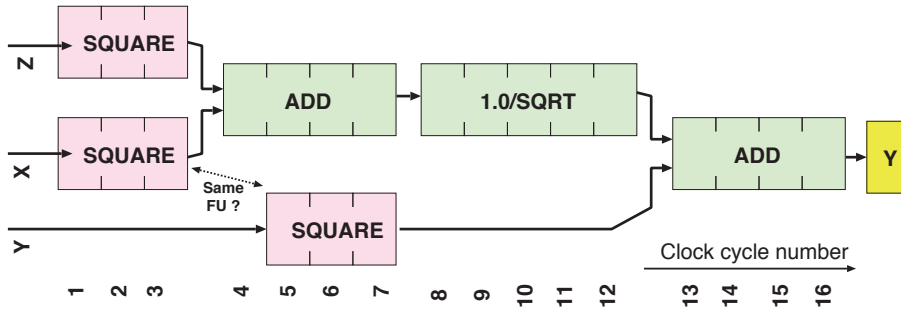 Z
SQUARE
ADD
1.0/SQRT
X
SQUARE
ADD
Y
Same
FU ?
Y
SQUARE
Clock cycle number
1 2 3 4 5 6 7 8 9 10 11 12 13 14 15 16